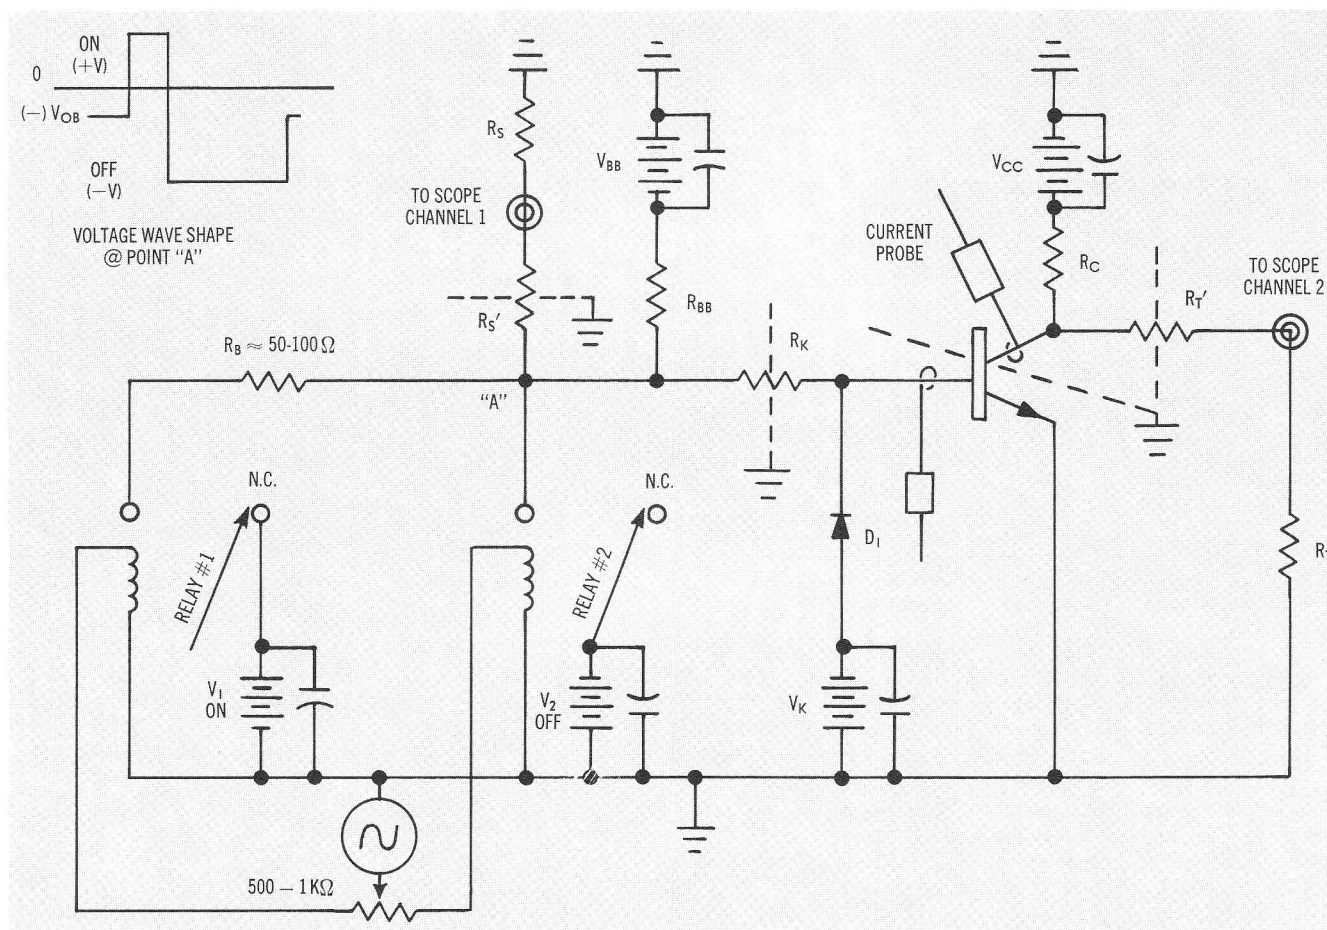 ON
(+V)
0
(—) V_OB
OFF
(—V)
VOLTAGE WAVE SHAPE
@ POINT "A"
R_S
TO SCOPE
CHANNEL 1
R_S'
V_BB
R_BB
V_CC
CURRENT
PROBE
R_C
R_T'
TO SCOPE
CHANNEL 2
R_B ≈ 50-100 Ω
"A"
R_K
N.C.
N.C.
RELAY #1
RELAY #2
D_1
V_1
ON
V_2
OFF
V_K
500 — 1 KΩ